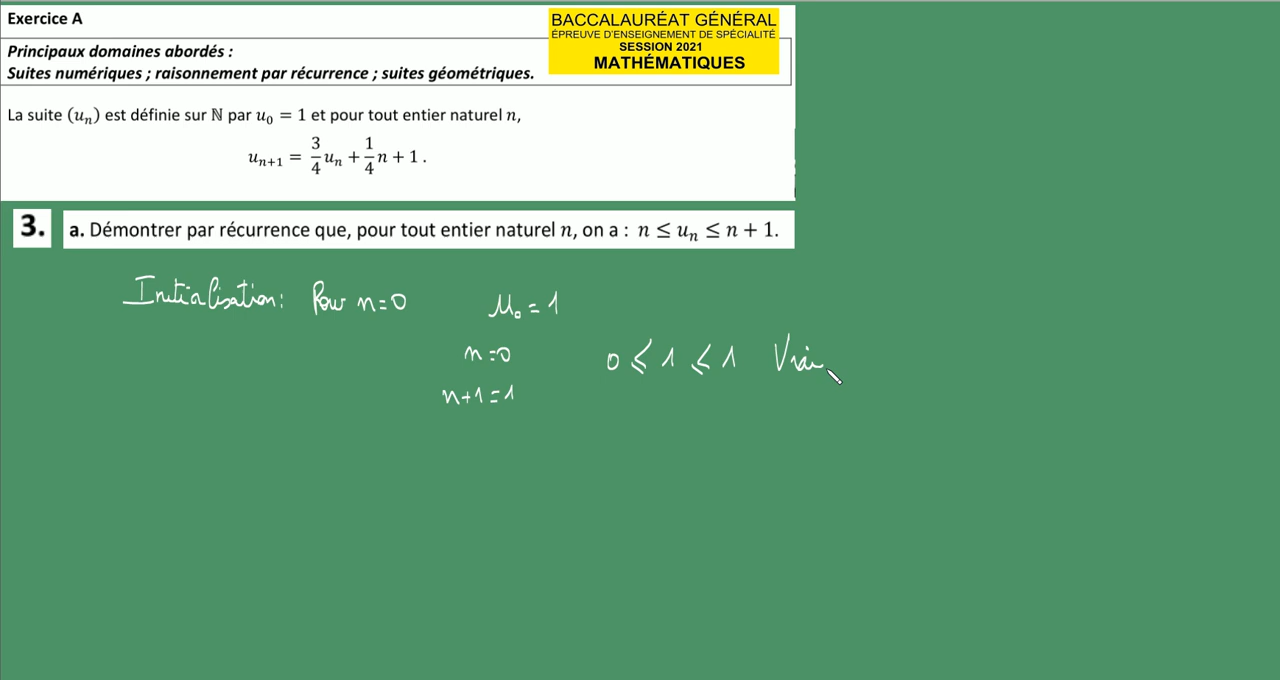 Exercice A
BACCALAURÉAT GÉNÉRAL
ÉPREUVE D'ENSEIGNEMENT DE SPÉCIALITÉ
SESSION 2021
MATHÉMATIQUES
Principaux domaines abordés :
Suites numériques ; raisonnement par récurrence ; suites géométriques.
La suite (uₙ) est définie sur ℕ par u₀ = 1 et pour tout entier naturel n,
uₙ₊₁ = 3/4 uₙ + 1/4 n + 1 .
3. a. Démontrer par récurrence que, pour tout entier naturel n, on a : n ≤ uₙ ≤ n + 1.
Initialisation : Pour n=0 u₀ = 1
n=0 0 ≤ 1 ≤ 1 Vrai
n+1=1